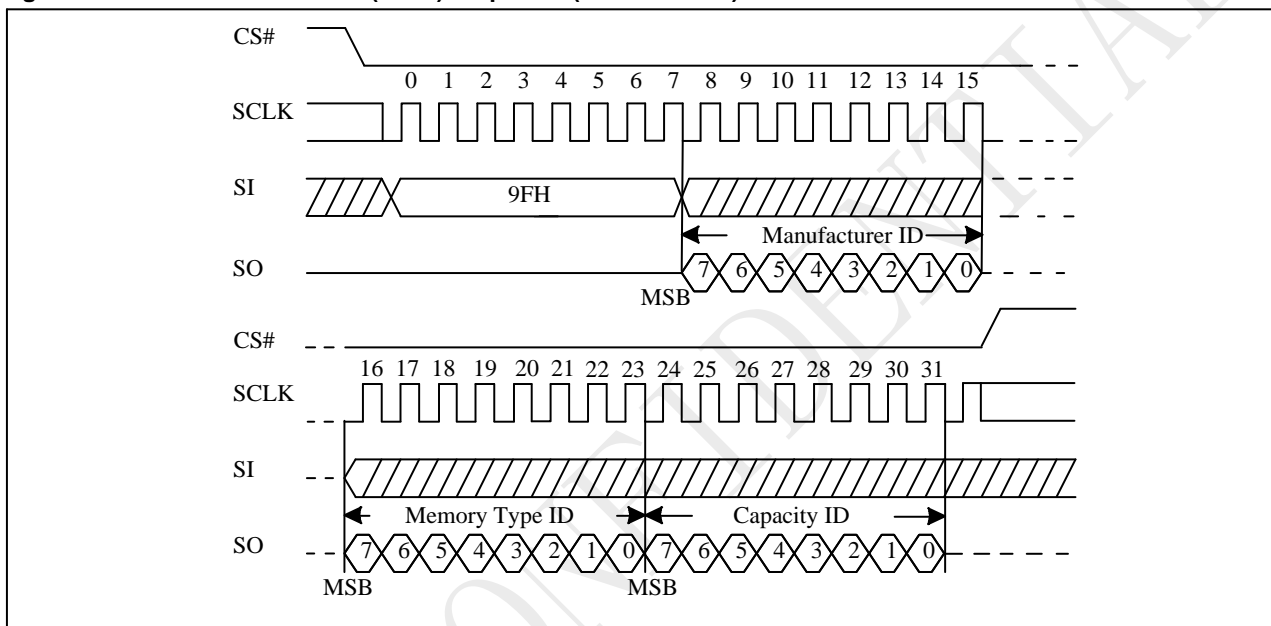 CS#
0 1 2 3 4 5 6 7 8 9 10 11 12 13 14 15
SCLK
SI
9FH
Manufacturer ID
SO
7 6 5 4 3 2 1 0
MSB
CS#
16 17 18 19 20 21 22 23 24 25 26 27 28 29 30 31
SCLK
SI
Memory Type ID Capacity ID
SO
7 6 5 4 3 2 1 0 7 6 5 4 3 2 1 0
MSB MSB